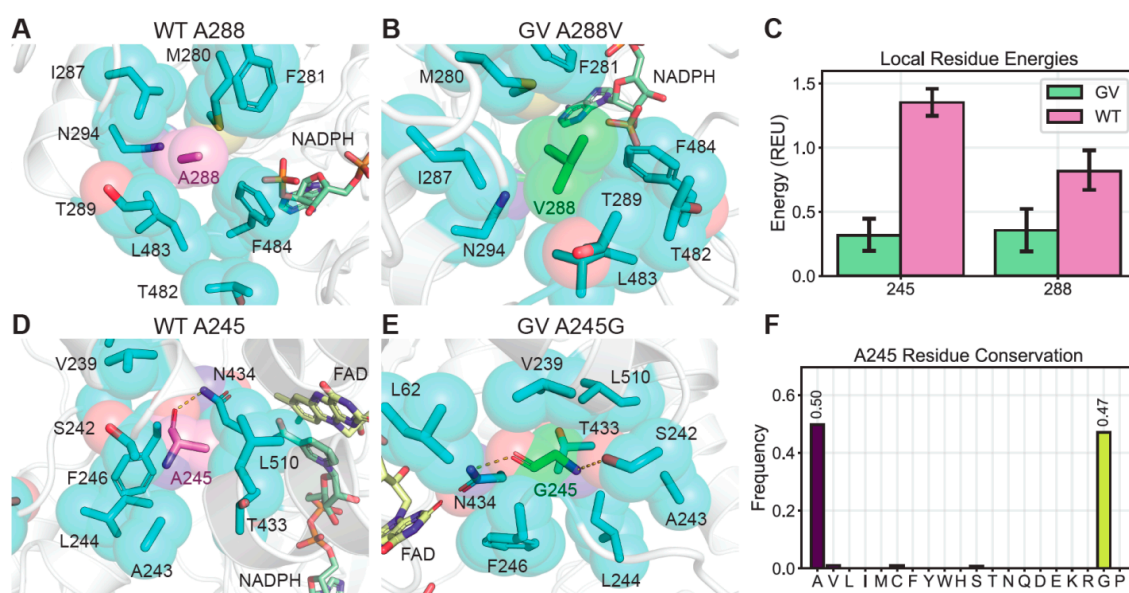 A
WT A288
M280
I287
F281
N294
NADPH
A288
T289
L483
F484
T482
B
GV A288V
M280
F281
NADPH
F484
I287
V288
T289
N294
T482
L483
C
Local Residue Energies
GV
WT
Energy (REU)
1.5
1.0
0.5
0.0
245
288
D
WT A245
V239
N434
FAD
S242
F246
A245
L510
L244
T433
A243
NADPH
E
GV A245G
V239
L62
L510
T433
S242
N434
G245
A243
FAD
F246
L244
F
A245 Residue Conservation
Frequency
0.6
0.4
0.2
0.0
0.50
0.47
A V L I M C F Y W H S T N Q D E K R G P